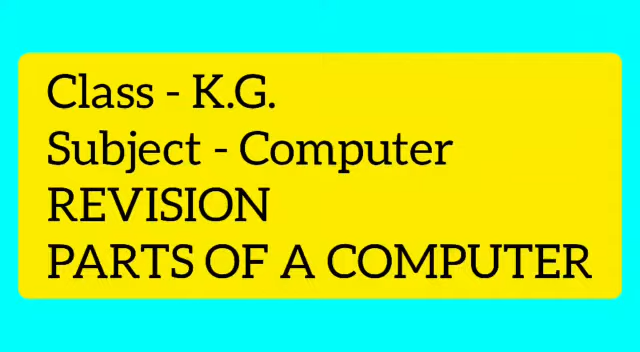 Class - K.G.
Subject - Computer
REVISION
PARTS OF A COMPUTER